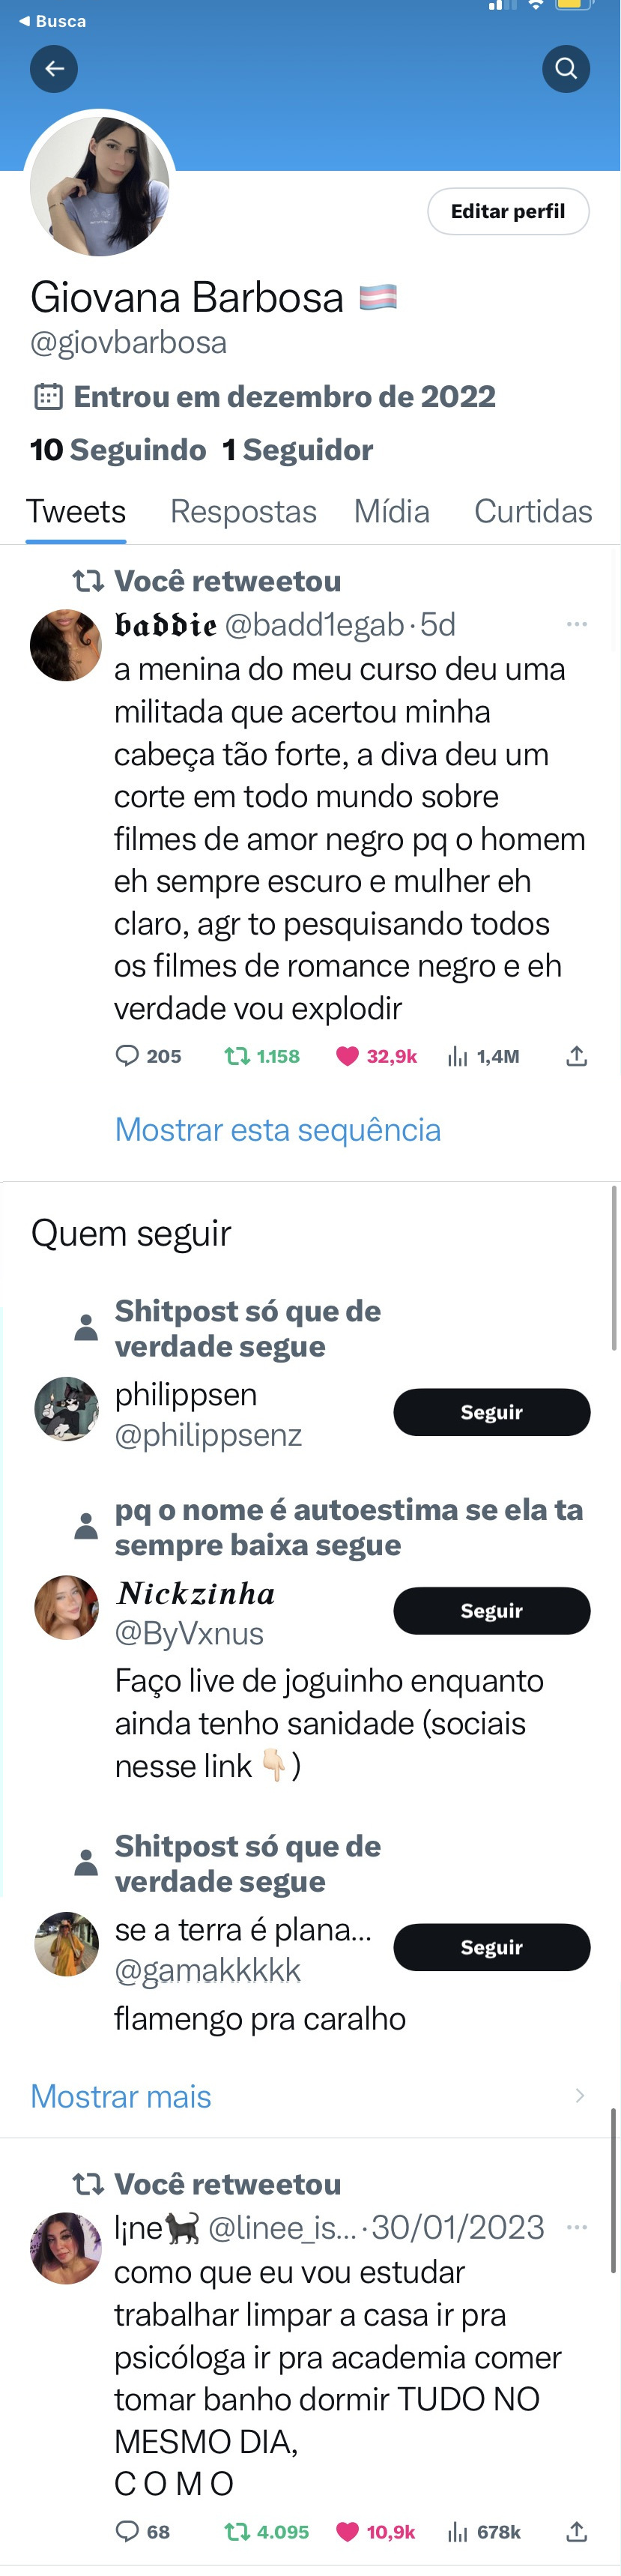 ◀ Busca
Editar perfil
Giovana Barbosa 🏳️‍⚧️
@giovbarbosa
Entrou em dezembro de 2022
10 Seguindo 1 Seguidor
Tweets Respostas Mídia Curtidas
Você retweetou
𝖇𝖆𝖉𝖉𝖎𝖊 @badd1egab · 5d ...
a menina do meu curso deu uma
militada que acertou minha
cabeça tão forte, a diva deu um
corte em todo mundo sobre
filmes de amor negro pq o homem
eh sempre escuro e mulher eh
claro, agr to pesquisando todos
os filmes de romance negro e eh
verdade vou explodir
205 1.158 32,9k 1,4M
Mostrar esta sequência
Quem seguir
Shitpost só que de
verdade segue
philippsen
@philippsenz
Seguir
pq o nome é autoestima se ela ta
sempre baixa segue
𝑵𝒊𝒄𝒌𝒛𝒊𝒏𝒉𝒂
@ByVxnus
Seguir
Faço live de joguinho enquanto
ainda tenho sanidade (sociais
nesse link 👇🏻)
Shitpost só que de
verdade segue
se a terra é plana...
@gamakkkkk
Seguir
flamengo pra caralho
Mostrar mais
Você retweetou
l¡ne🐈‍⬛ @linee_is... · 30/01/2023 ...
como que eu vou estudar
trabalhar limpar a casa ir pra
psicóloga ir pra academia comer
tomar banho dormir TUDO NO
MESMO DIA,
C O M O
68 4.095 10,9k 678k